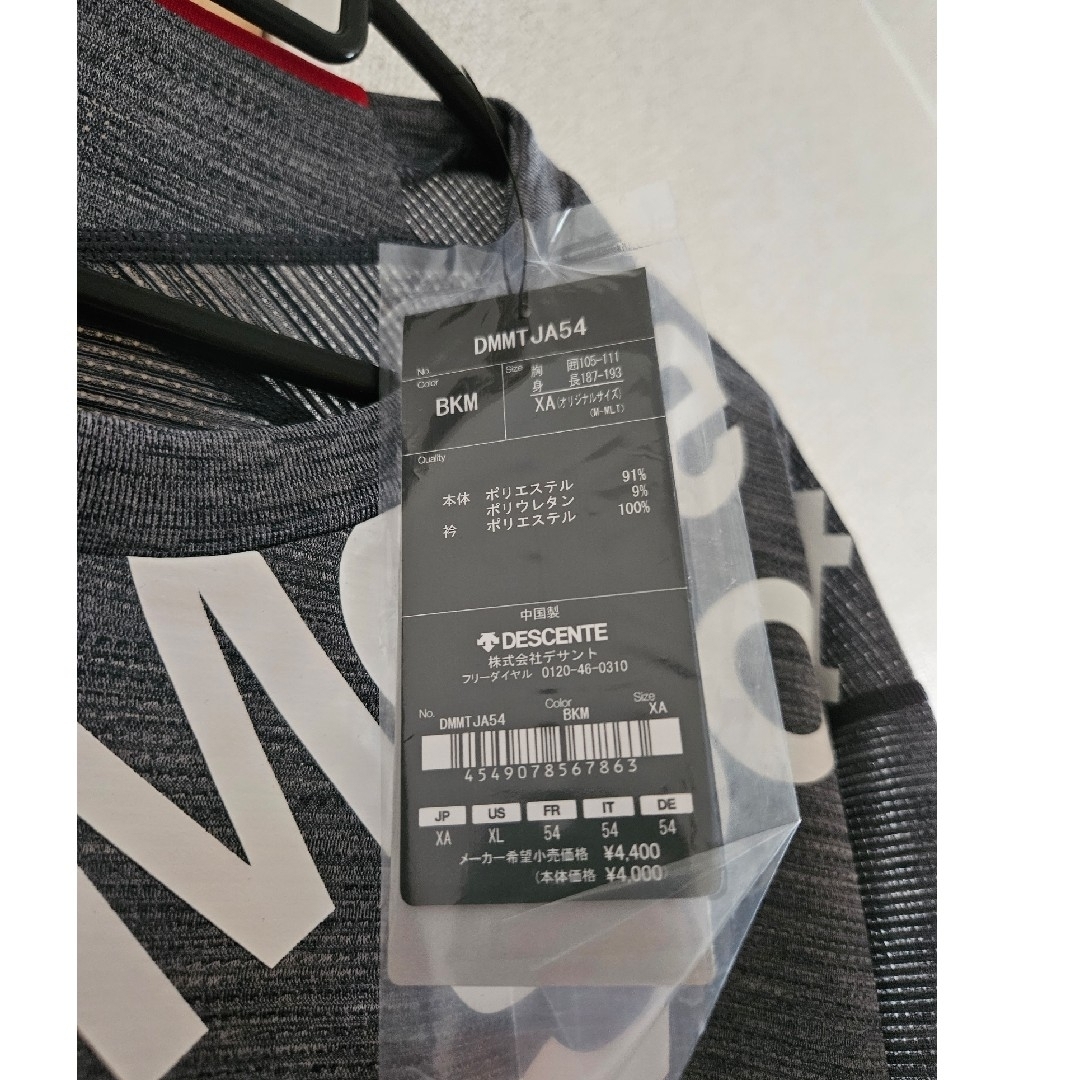 DMMTJA54
No.
Color
BKM
Size
胸 囲105-111
身 長187-193
XA(オリジナルサイズ)
(M-MLT)
Quality
本体 ポリエステル 91%
ポリウレタン 9%
衿 ポリエステル 100%
中国製
DESCENTE
株式会社デサント
フリーダイヤル 0120-46-0310
No. DMMTJA54 Color BKM Size XA
4549078567863
JP US FR IT DE
XA XL 54 54 54
メーカー希望小売価格 ¥4,400
(本体価格 ¥4,000)